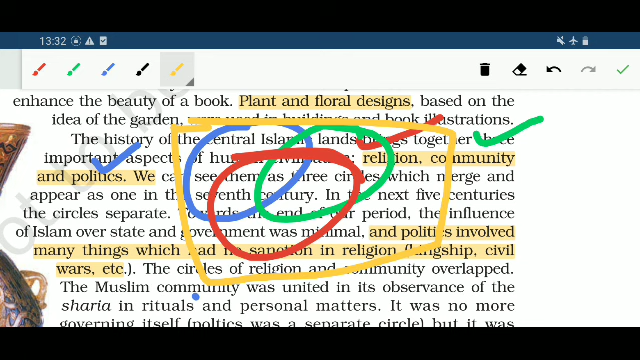 13:32
enhance the beauty of a book. Plant and floral designs, based on the
idea of the garden, were used in buildings and book illustrations.
The history of the central Islamic lands brings together three
important aspects of human civilisation: religion, community
and politics. We can see them as three circles which merge and
appear as one in the seventh century. In the next five centuries
the circles separate. Towards the end of our period, the influence
of Islam over state and government was minimal, and politics involved
many things which had no sanction in religion (kingship, civil
wars, etc.). The circles of religion and community overlapped.
The Muslim community was united in its observance of the
sharia in rituals and personal matters. It was no more
governing itself (poltics was a separate circle) but it was